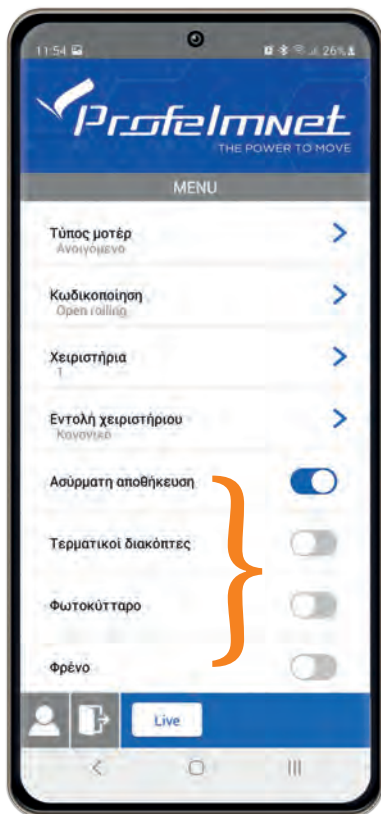 11:54
26%
Profelmnet
THE POWER TO MOVE
MENU
Τύπος μοτέρ
Ανοιγόμενο
Κωδικοποίηση
Open rolling
Χειριστήρια
1
Εντολή χειριστήριου
Κανονικό
Ασύρματη αποθήκευση
Τερματικοί διακόπτες
Φωτοκύτταρο
Φρένο
Live